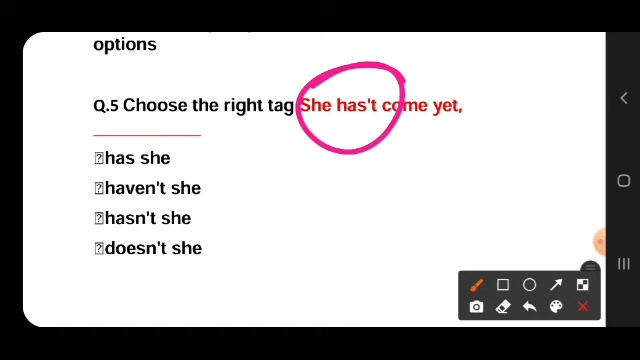 options
Q.5 Choose the right tag She has't come yet,
has she
haven't she
hasn't she
doesn't she